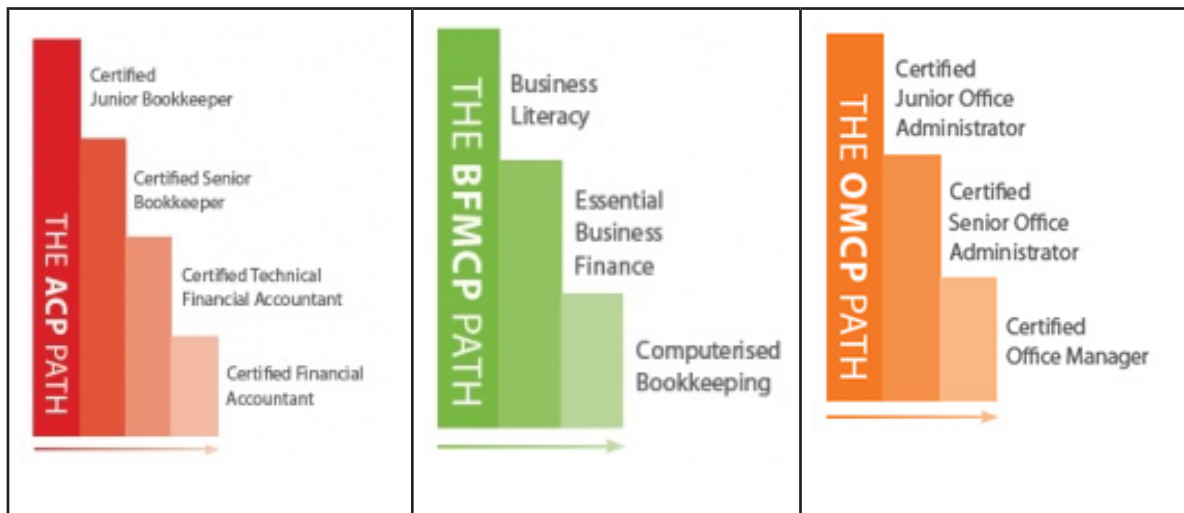 THE ACP PATH
Certified
Junior Bookkeeper
Certified Senior
Bookkeeper
Certified Technical
Financial Accountant
Certified Financial
Accountant
THE BFMCP PATH
Business
Literacy
Essential
Business
Finance
Computerised
Bookkeeping
THE OMCP PATH
Certified
Junior Office
Administrator
Certified
Senior Office
Administrator
Certified
Office Manager